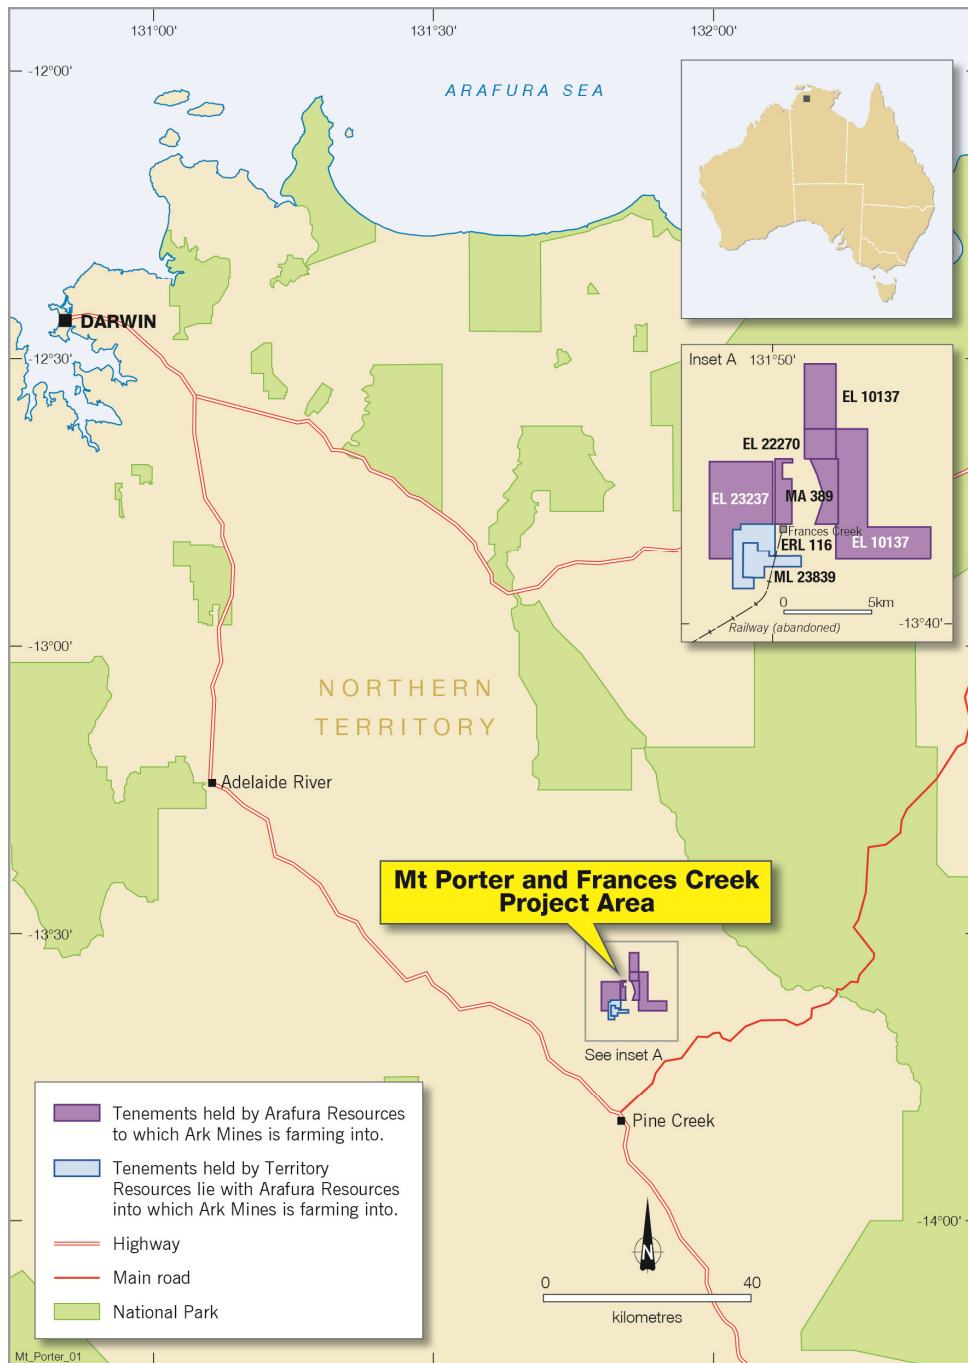 131°00'
131°30'
132°00'
-12°00'
ARAFURA SEA
DARWIN
-12°30'
Inset A
131°50'
EL 10137
EL 22270
EL 23237
MA 389
Frances Creek
ERL 116
EL 10137
ML 23839
0
5km
Railway (abandoned)
-13°40'
-13°00'
NORTHERN
TERRITORY
Adelaide River
Mt Porter and Frances Creek
Project Area
-13°30'
See inset A
Pine Creek
Tenements held by Arafura Resources
to which Ark Mines is farming into.
Tenements held by Territory
Resources lie with Arafura Resources
into which Ark Mines is farming into.
Highway
Main road
National Park
N
0
40
kilometres
-14°00'
Mt_Porter_01